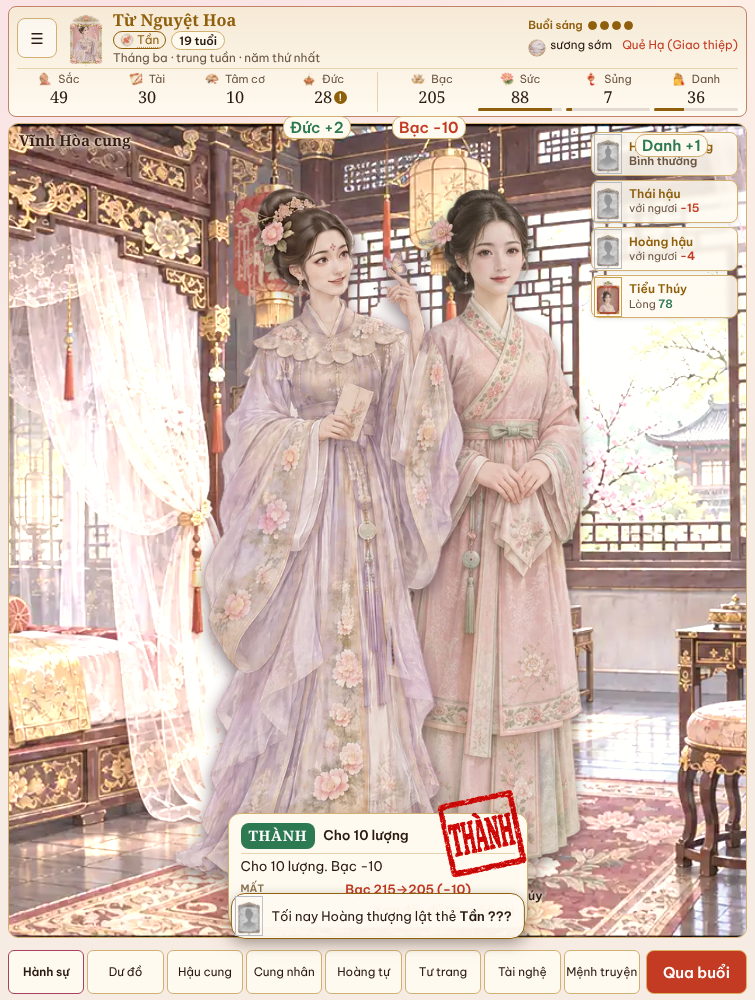 Từ Nguyệt Hoa
Tần
19 tuổi
Tháng ba · trung tuần · năm thứ nhất
Buổi sáng
sương sớm
Quẻ Hạ (Giao thiệp)
Sắc
49
Tài
30
Tâm cơ
10
Đức
28
Bạc
205
Sức
88
Sủng
7
Danh
36
Đức +2
Bạc -10
Danh +1
Vĩnh Hòa cung
Bình thường
Thái hậu
với ngươi -15
Hoàng hậu
với ngươi -4
Tiểu Thúy
Lòng 78
THÀNH
Cho 10 lượng
THÀNH
Cho 10 lượng. Bạc -10
MẤT
Bạc 215→205 (-10)
Tối nay Hoàng thượng lật thẻ Tần ???
Hành sự
Dư đồ
Hậu cung
Cung nhân
Hoàng tự
Tư trang
Tài nghệ
Mệnh truyện
Qua buổi